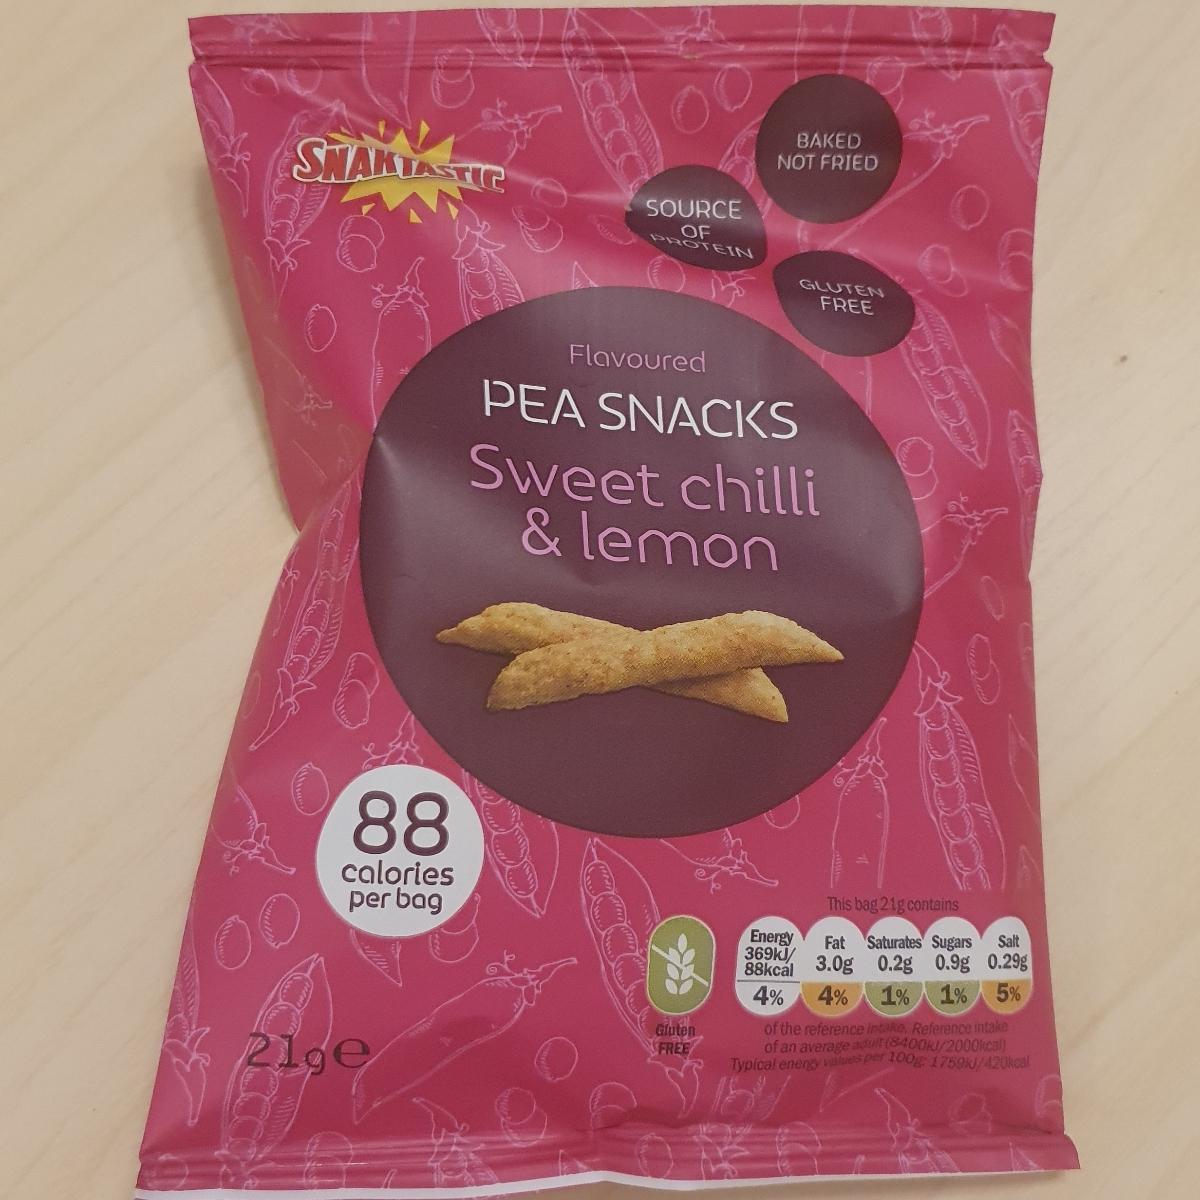 SNAKTASTIC
BAKED
NOT FRIED
SOURCE
OF
PROTEIN
GLUTEN
FREE
Flavoured
PEA SNACKS
Sweet chilli
& lemon
88
calories
per bag
21g℮
Gluten
FREE
This bag 21g contains
Energy
369kJ/
88kcal
4%
Fat
3.0g
4%
Saturates
0.2g
1%
Sugars
0.9g
1%
Salt
0.29g
5%
of the reference intake. Reference intake
of an average adult (8400kJ/2000kcal)
Typical energy values per 100g: 1759kJ/420kcal